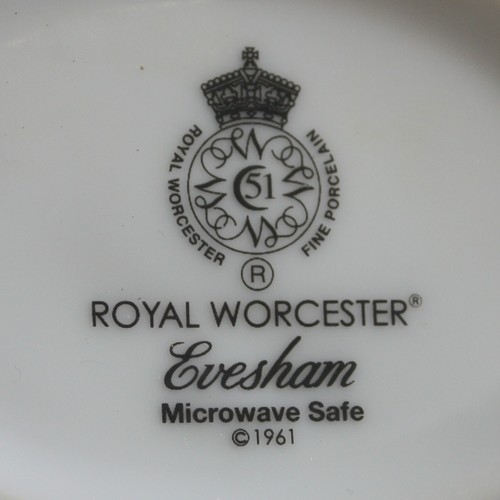 ROYAL WORCESTER
FINE PORCELAIN
51
®
ROYAL WORCESTER®
Evesham
Microwave Safe
©1961